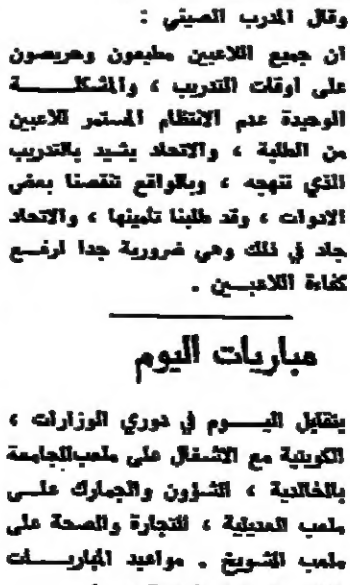 وقال المدرب الصيني :
ان جميع اللاعبين مطيعون وحريصون
على اوقات التدريب ، والمشكلة
الوحيدة عدم الانتظام المستمر للاعبين
من الطلبة ، والاتحاد يشيد بالتدريب
الذي ننهجه ، وبالواقع تنقصنا بعض
الادوات ، وقد طلبنا تأمينها ، والاتحاد
جاد في ذلك وهي ضرورية جدا لرفع
كفاءة اللاعبين .
مباريات اليوم
يتقابل اليوم في دوري الوزارات ،
الكويتية مع الاشغال على ملعب الجامعة
بالخالدية ، الشؤون والجمارك على
ملعب العديلية ، التجارة والصحة على
ملعب الشويخ . مواعيد المباريات